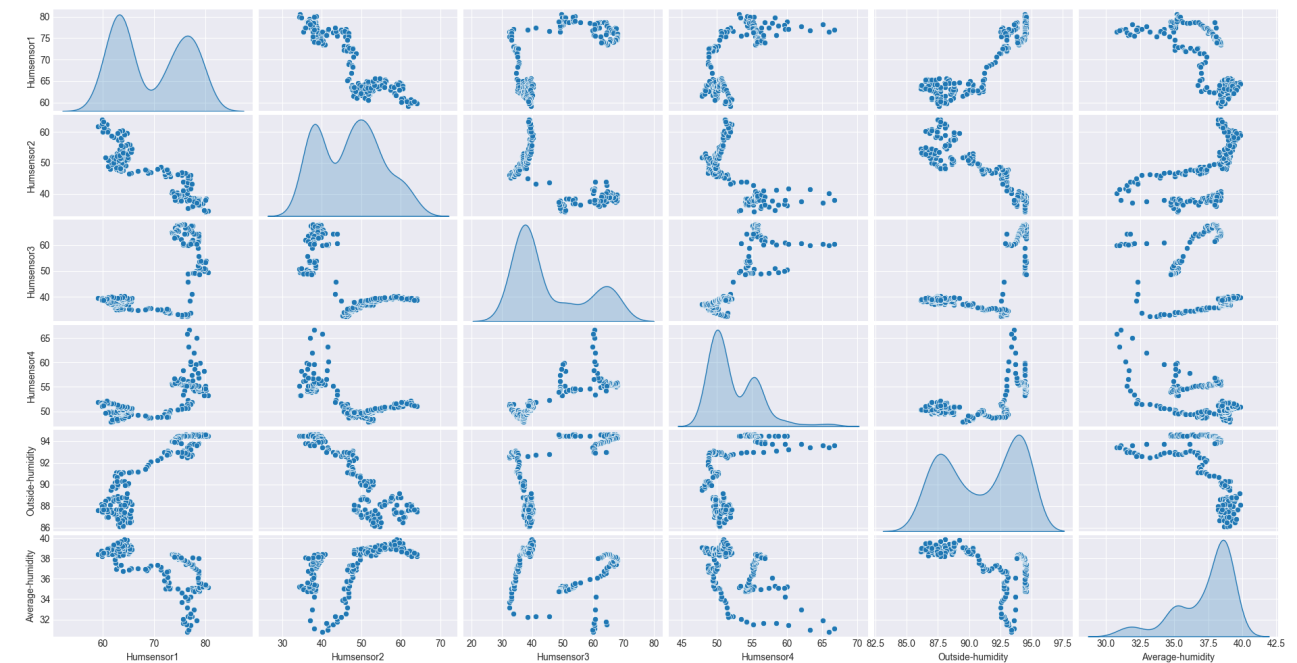 Humsensor1
80
75
70
65
60
Humsensor2
60
50
40
Humsensor3
60
50
40
Humsensor4
65
60
55
50
Outside-humidity
94
92
90
88
86
Average-humidity
40
38
36
34
32
60 70 80
30 40 50 60 70
20 30 40 50 60 70 80
45 50 55 60 65 70
82.5 85.0 87.5 90.0 92.5 95.0 97.5
30.0 32.5 35.0 37.5 40.0 42.5
Humsensor1 Humsensor2 Humsensor3 Humsensor4 Outside-humidity Average-humidity